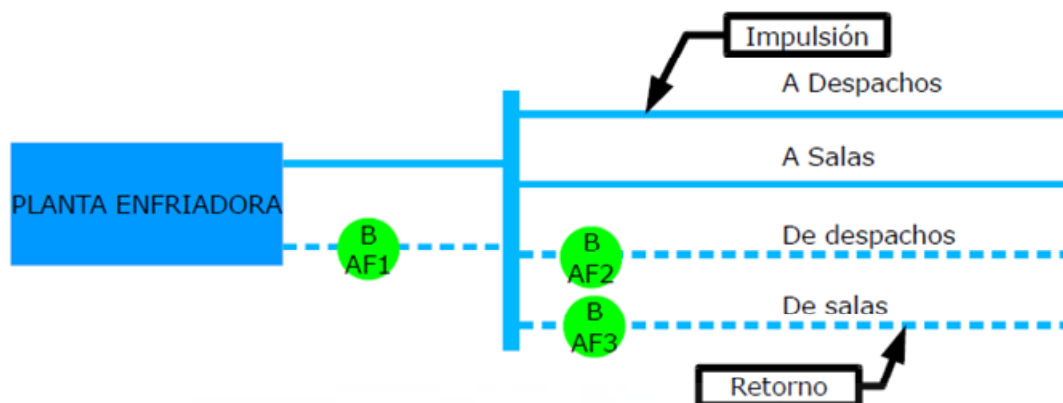 Impulsión
A Despachos
A Salas
PLANTA ENFRIADORA
B
AF1
De despachos
B
AF2
De salas
B
AF3
Retorno